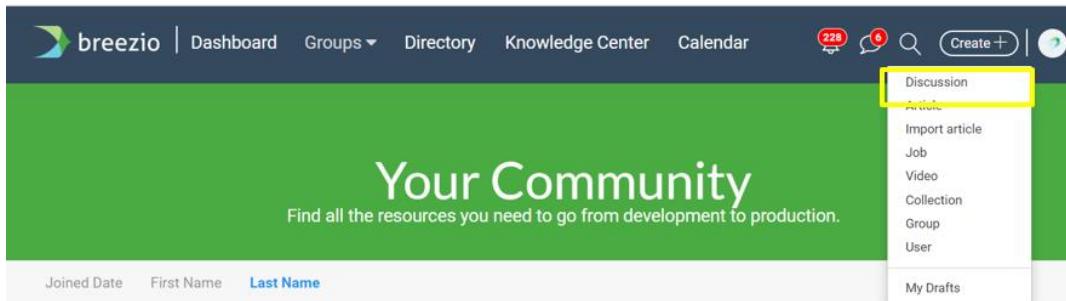 breezio Dashboard Groups Directory Knowledge Center Calendar 228 6 Create +
Discussion
Article
Import article
Job
Video
Collection
Group
User
My Drafts
Your Community
Find all the resources you need to go from development to production.
Joined Date First Name Last Name